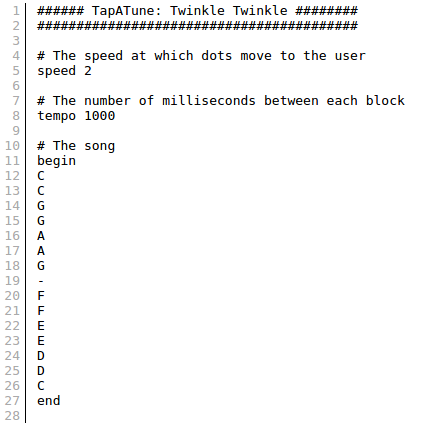 1 ###### TapATune: Twinkle Twinkle ########
2 #########################################
3
4 # The speed at which dots move to the user
5 speed 2
6
7 # The number of milliseconds between each block
8 tempo 1000
9
10 # The song
11 begin
12 C
13 C
14 G
15 G
16 A
17 A
18 G
19 -
20 F
21 F
22 E
23 E
24 D
25 D
26 C
27 end
28